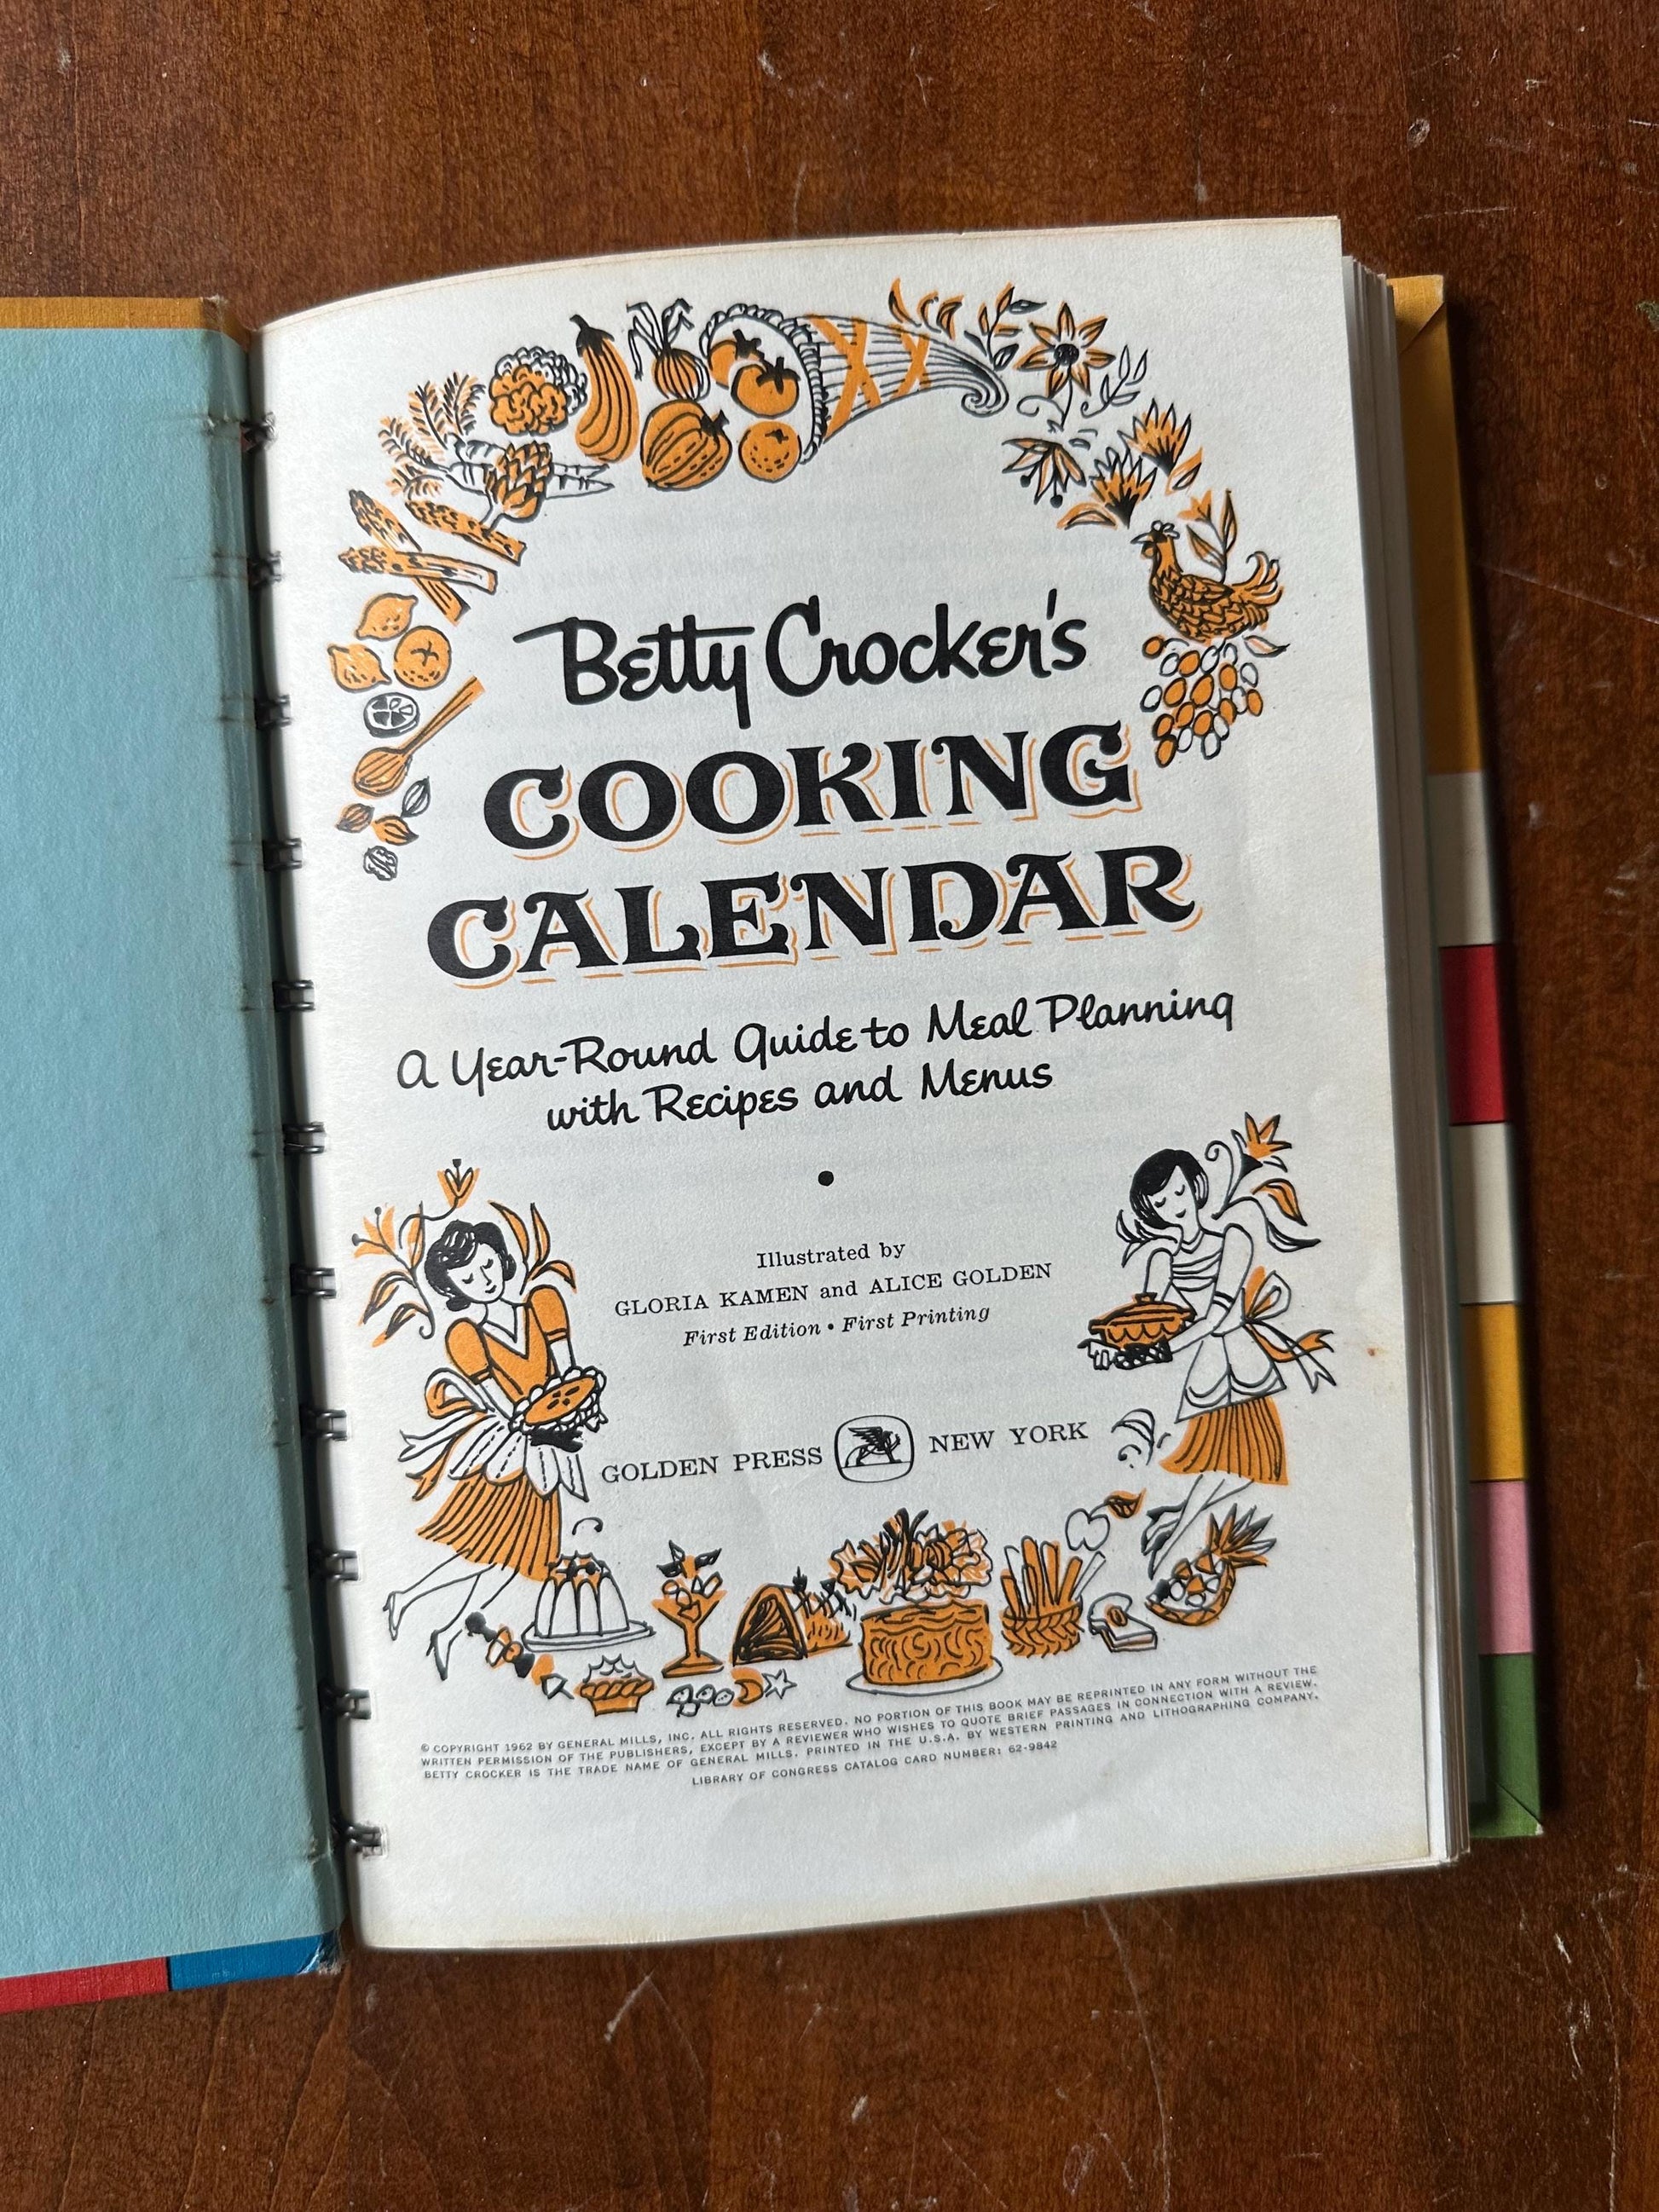 Betty Crocker's
COOKING
CALENDAR
A Year-Round Guide to Meal Planning
with Recipes and Menus
•
Illustrated by
GLORIA KAMEN and ALICE GOLDEN
First Edition • First Printing
GOLDEN PRESS NEW YORK
© COPYRIGHT 1962 BY GENERAL MILLS, INC. ALL RIGHTS RESERVED. NO PORTION OF THIS BOOK MAY BE REPRINTED IN ANY FORM WITHOUT THE
WRITTEN PERMISSION OF THE PUBLISHERS, EXCEPT BY A REVIEWER WHO WISHES TO QUOTE BRIEF PASSAGES IN CONNECTION WITH A REVIEW.
BETTY CROCKER IS THE TRADE NAME OF GENERAL MILLS. PRINTED IN THE U.S.A. BY WESTERN PRINTING AND LITHOGRAPHING COMPANY.
LIBRARY OF CONGRESS CATALOG CARD NUMBER: 62-9842